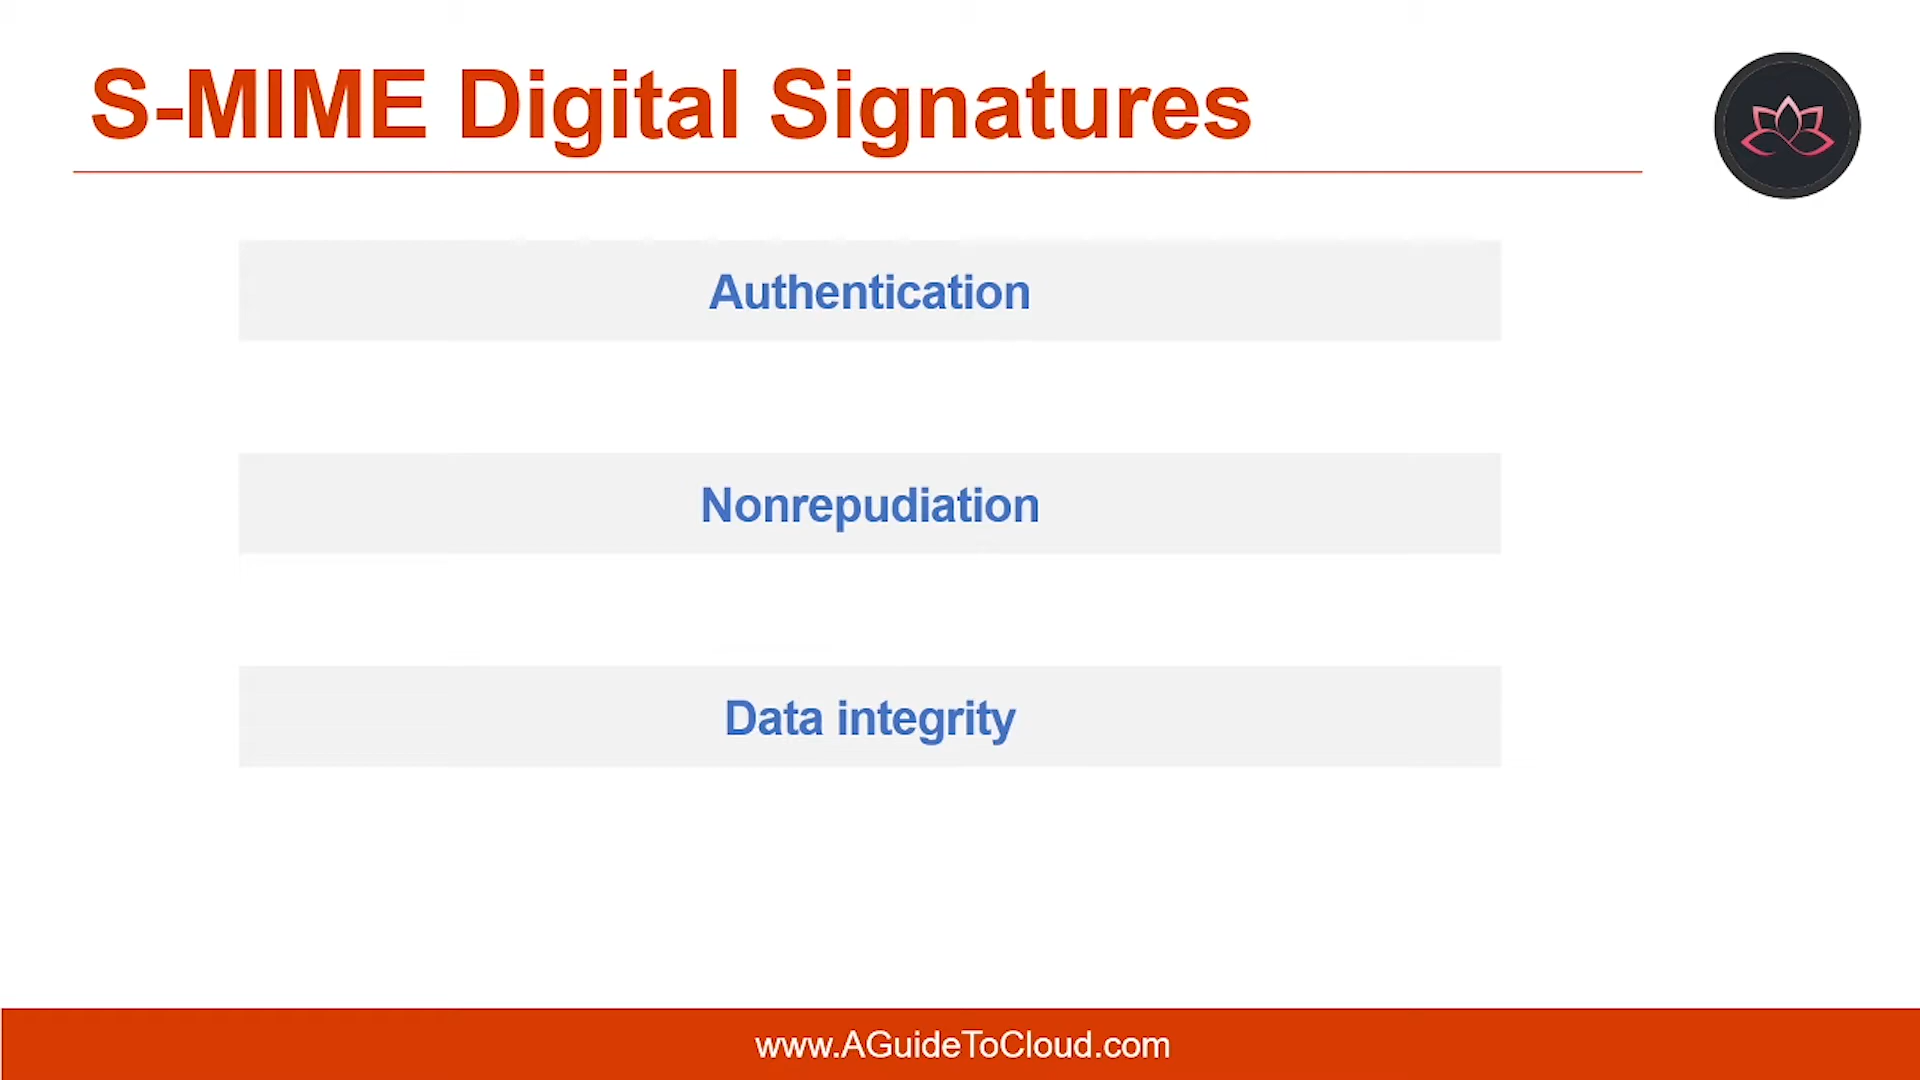 S-MIME Digital Signatures
Authentication
Nonrepudiation
Data integrity
www.AGuideToCloud.com